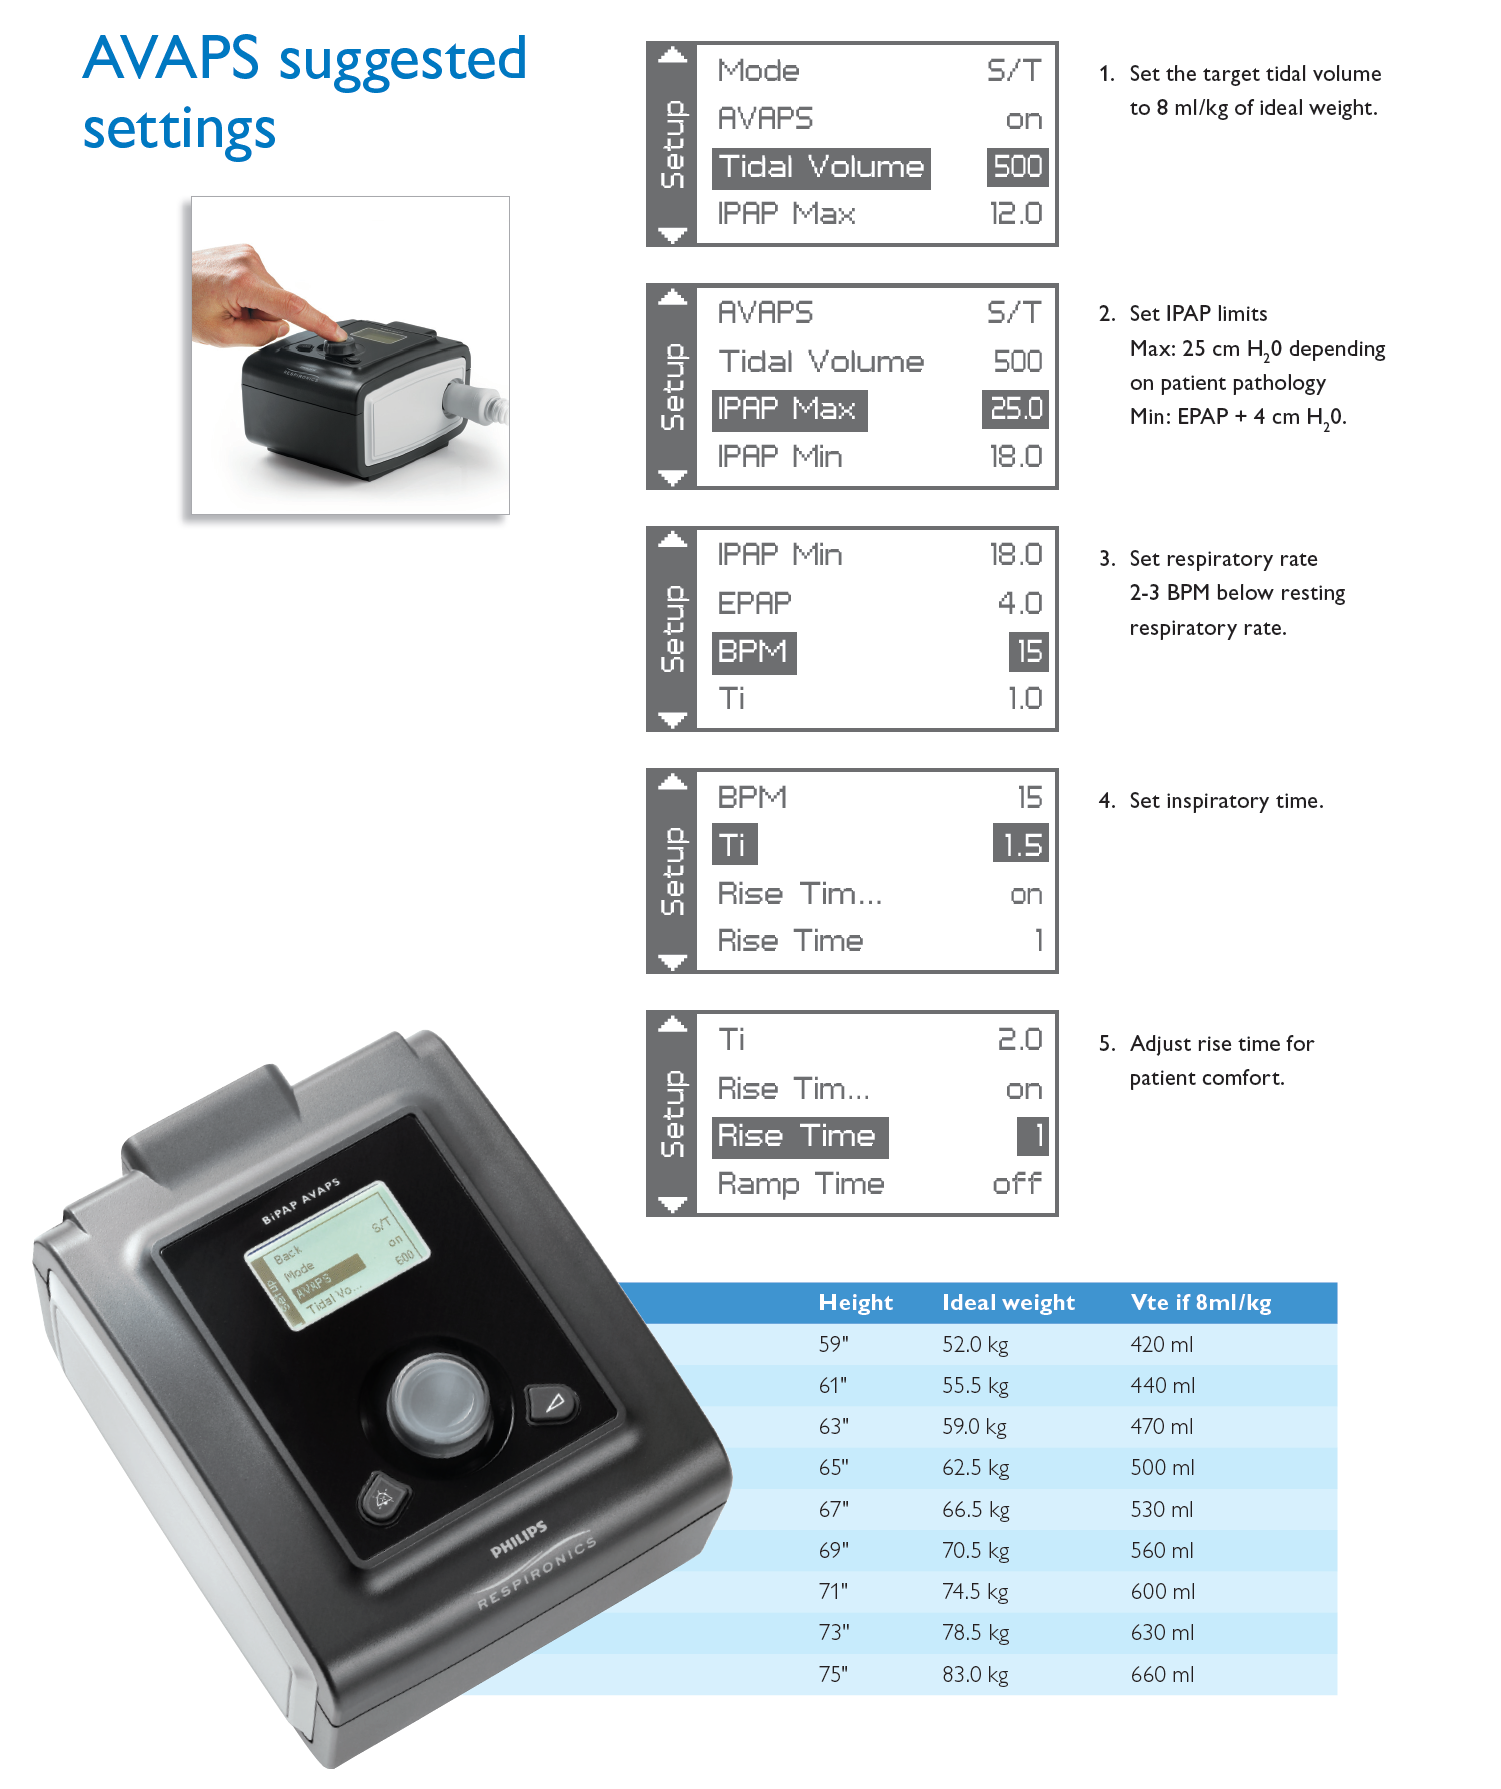 AVAPS suggested
settings
RESPIRONICS
Setup
Mode S/T
AVAPS on
Tidal Volume 500
IPAP Max 12.0
1. Set the target tidal volume
to 8 ml/kg of ideal weight.
Setup
AVAPS S/T
Tidal Volume 500
IPAP Max 25.0
IPAP Min 18.0
2. Set IPAP limits
Max: 25 cm H₂0 depending
on patient pathology
Min: EPAP + 4 cm H₂0.
Setup
IPAP Min 18.0
EPAP 4.0
BPM 15
Ti 1.0
3. Set respiratory rate
2-3 BPM below resting
respiratory rate.
Setup
BPM 15
Ti 1.5
Rise Tim... on
Rise Time 1
4. Set inspiratory time.
Setup
Ti 2.0
Rise Tim... on
Rise Time 1
Ramp Time off
5. Adjust rise time for
patient comfort.
BiPAP AVAPS
Setup
Back
Mode S/T
AVAPS on
Tidal Vo... 500
PHILIPS
RESPIRONICS
Height Ideal weight Vte if 8ml/kg
59" 52.0 kg 420 ml
61" 55.5 kg 440 ml
63" 59.0 kg 470 ml
65" 62.5 kg 500 ml
67" 66.5 kg 530 ml
69" 70.5 kg 560 ml
71" 74.5 kg 600 ml
73" 78.5 kg 630 ml
75" 83.0 kg 660 ml